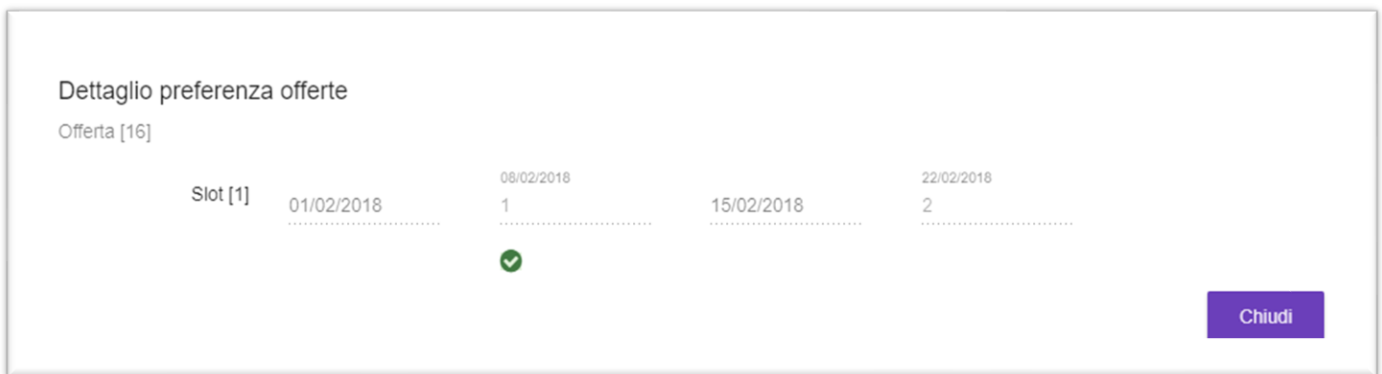 Dettaglio preferenza offerte
Offerta [16]
08/02/2018 22/02/2018
Slot [1] 01/02/2018 1 15/02/2018 2
Chiudi